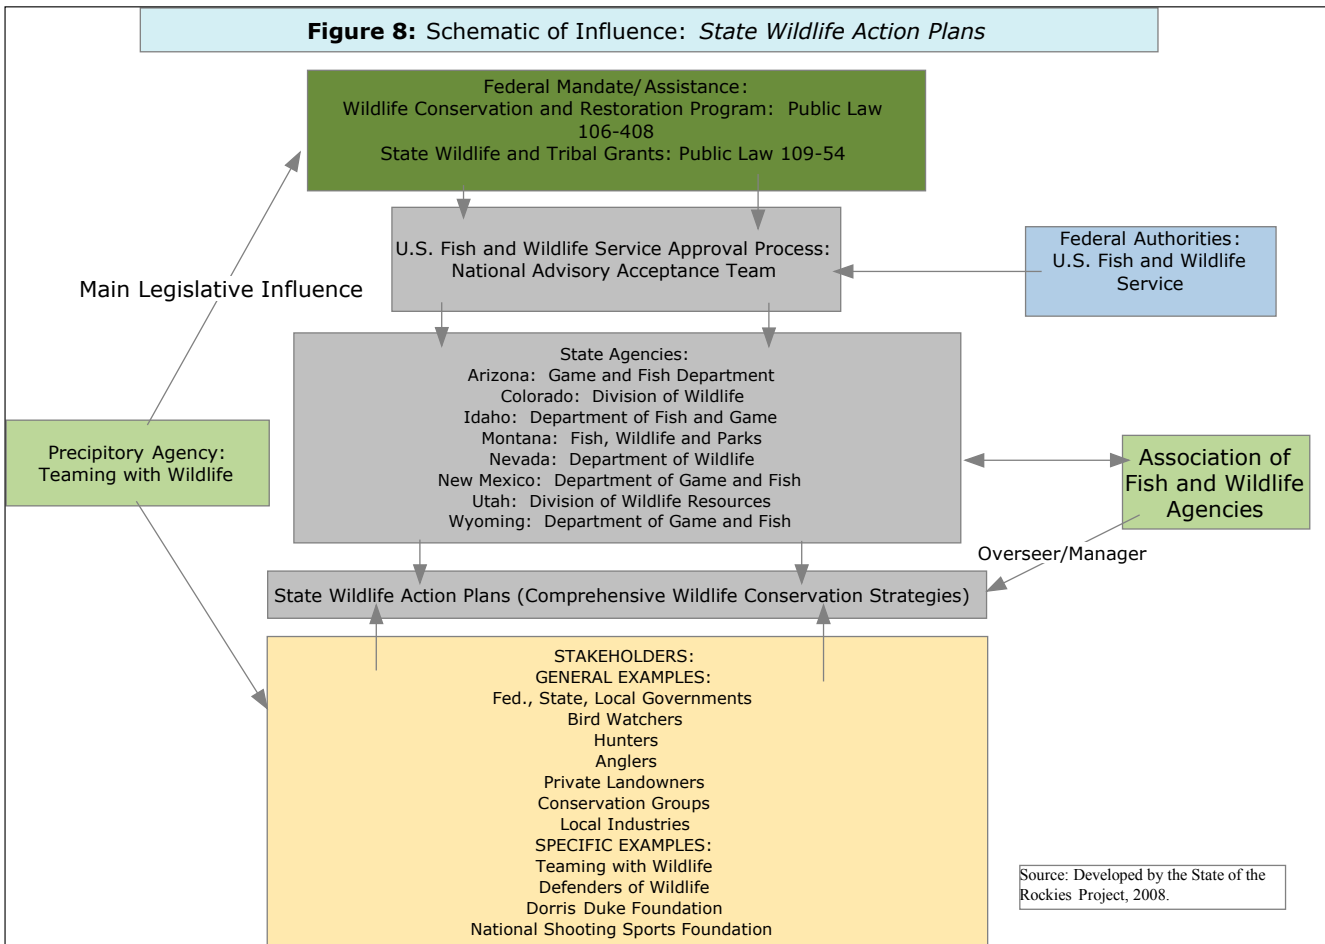 Figure 8: Schematic of Influence: State Wildlife Action Plans
Federal Mandate/Assistance:
Wildlife Conservation and Restoration Program: Public Law
106-408
State Wildlife and Tribal Grants: Public Law 109-54
U.S. Fish and Wildlife Service Approval Process:
National Advisory Acceptance Team
Federal Authorities:
U.S. Fish and Wildlife
Service
Main Legislative Influence
State Agencies:
Arizona: Game and Fish Department
Colorado: Division of Wildlife
Idaho: Department of Fish and Game
Montana: Fish, Wildlife and Parks
Nevada: Department of Wildlife
New Mexico: Department of Game and Fish
Utah: Division of Wildlife Resources
Wyoming: Department of Game and Fish
Precipitory Agency:
Teaming with Wildlife
Association of
Fish and Wildlife
Agencies
Overseer/Manager
State Wildlife Action Plans (Comprehensive Wildlife Conservation Strategies)
STAKEHOLDERS:
GENERAL EXAMPLES:
Fed., State, Local Governments
Bird Watchers
Hunters
Anglers
Private Landowners
Conservation Groups
Local Industries
SPECIFIC EXAMPLES:
Teaming with Wildlife
Defenders of Wildlife
Dorris Duke Foundation
National Shooting Sports Foundation
Source: Developed by the State of the
Rockies Project, 2008.